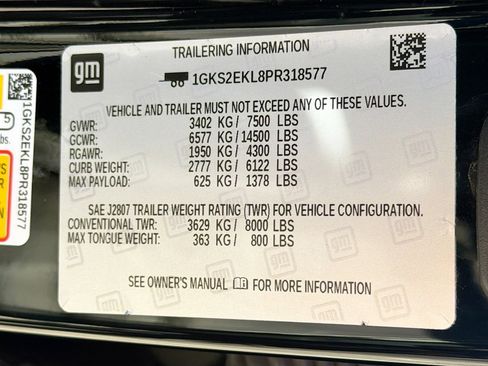 gm
TRAILERING INFORMATION
1GKS2EKL8PR318577
VEHICLE AND TRAILER MUST NOT EXCEED ANY OF THESE VALUES.
GVWR: 3402 KG / 7500 LBS
GCWR: 6577 KG / 14500 LBS
RGAWR: 1950 KG / 4300 LBS
CURB WEIGHT: 2777 KG / 6122 LBS
MAX PAYLOAD: 625 KG / 1378 LBS
SAE J2807 TRAILER WEIGHT RATING (TWR) FOR VEHICLE CONFIGURATION.
CONVENTIONAL TWR: 3629 KG / 8000 LBS
MAX TONGUE WEIGHT: 363 KG / 800 LBS
SEE OWNER'S MANUAL FOR MORE INFORMATION
1GKS2EKL8PR318577
bs.